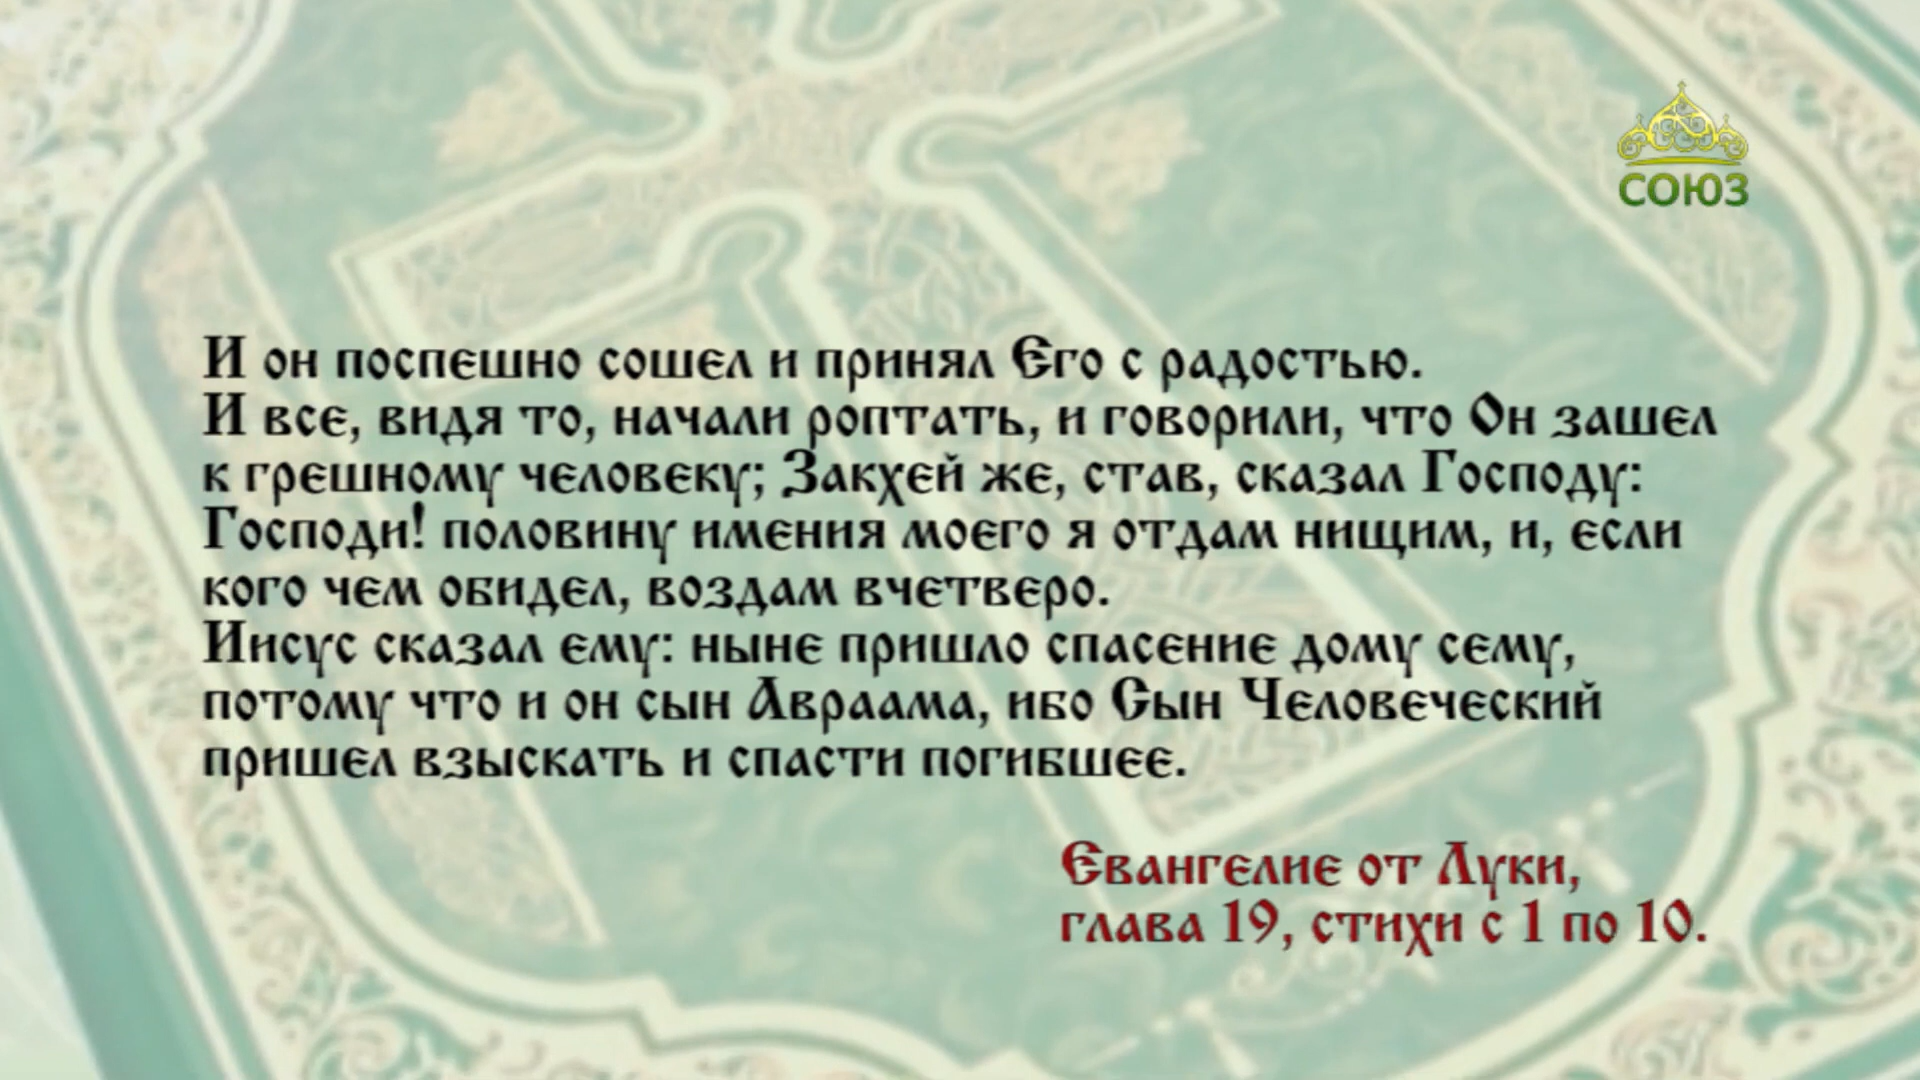 СОЮЗ
И он поспешно сошел и принял Его с радостью.
И все, видя то, начали роптать, и говорили, что Он зашел
к грешному человеку; Закхей же, став, сказал Господу:
Господи! половину имения моего я отдам нищим, и, если
кого чем обидел, воздам вчетверо.
Иисус сказал ему: ныне пришло спасение дому сему,
потому что и он сын Авраама, ибо Сын Человеческий
пришел взыскать и спасти погибшее.
Евангелие от Луки,
глава 19, стихи с 1 по 10.